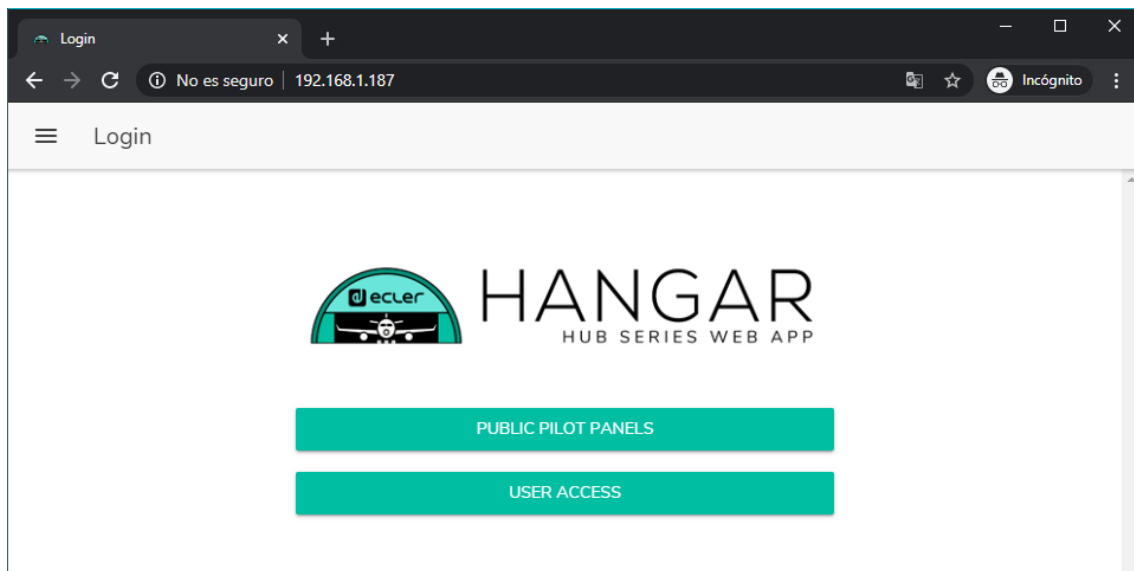 Login
No es seguro | 192.168.1.187
Incógnito
Login
ecler
HANGAR
HUB SERIES WEB APP
PUBLIC PILOT PANELS
USER ACCESS